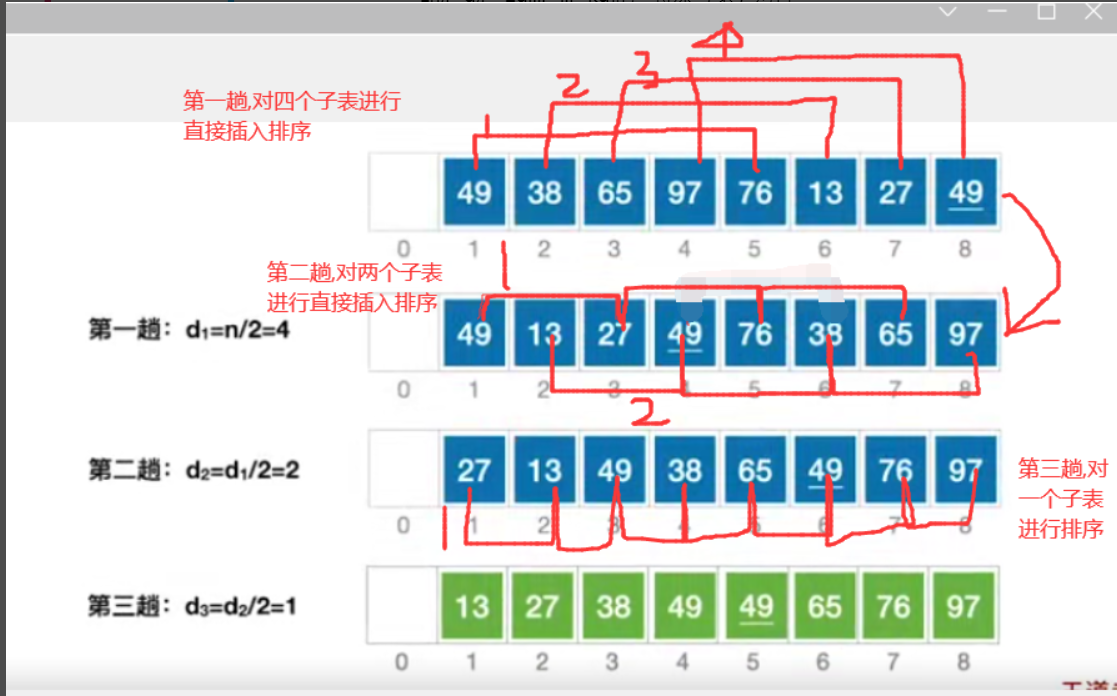 4
3
2
第一趟,对四个子表进行
直接插入排序
1
49 38 65 97 76 13 27 49
0 1 2 3 4 5 6 7 8
第二趟,对两个子表
进行直接插入排序
1
第一趟：d₁=n/2=4
49 13 27 49 76 38 65 97
0 1 2 3 4 5 6 7 8
2
第二趟：d₂=d₁/2=2
27 13 49 38 65 49 76 97
第三趟,对
一个子表
进行排序
0 1 2 3 4 5 6 7 8
1
第三趟：d₃=d₂/2=1
13 27 38 49 49 65 76 97
0 1 2 3 4 5 6 7 8